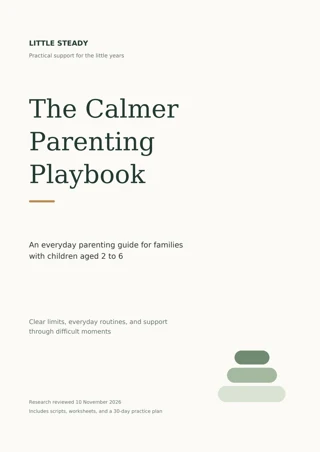 LITTLE STEADY
Practical support for the little years
The Calmer
Parenting
Playbook
An everyday parenting guide for families
with children aged 2 to 6
Clear limits, everyday routines, and support
through difficult moments
Research reviewed 10 November 2026
Includes scripts, worksheets, and a 30-day practice plan